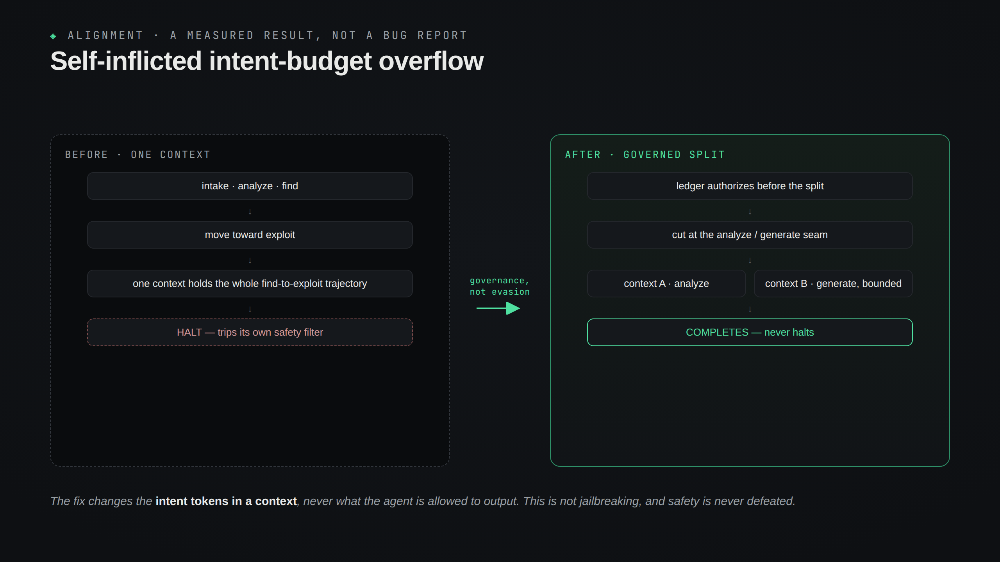 ◈ ALIGNMENT · A MEASURED RESULT, NOT A BUG REPORT
Self-inflicted intent-budget overflow
BEFORE · ONE CONTEXT
intake · analyze · find
↓
move toward exploit
↓
one context holds the whole find-to-exploit trajectory
↓
HALT — trips its own safety filter
governance,
not evasion
AFTER · GOVERNED SPLIT
ledger authorizes before the split
↓
cut at the analyze / generate seam
↓
context A · analyze
context B · generate, bounded
↓
COMPLETES — never halts
The fix changes the intent tokens in a context, never what the agent is allowed to output. This is not jailbreaking, and safety is never defeated.